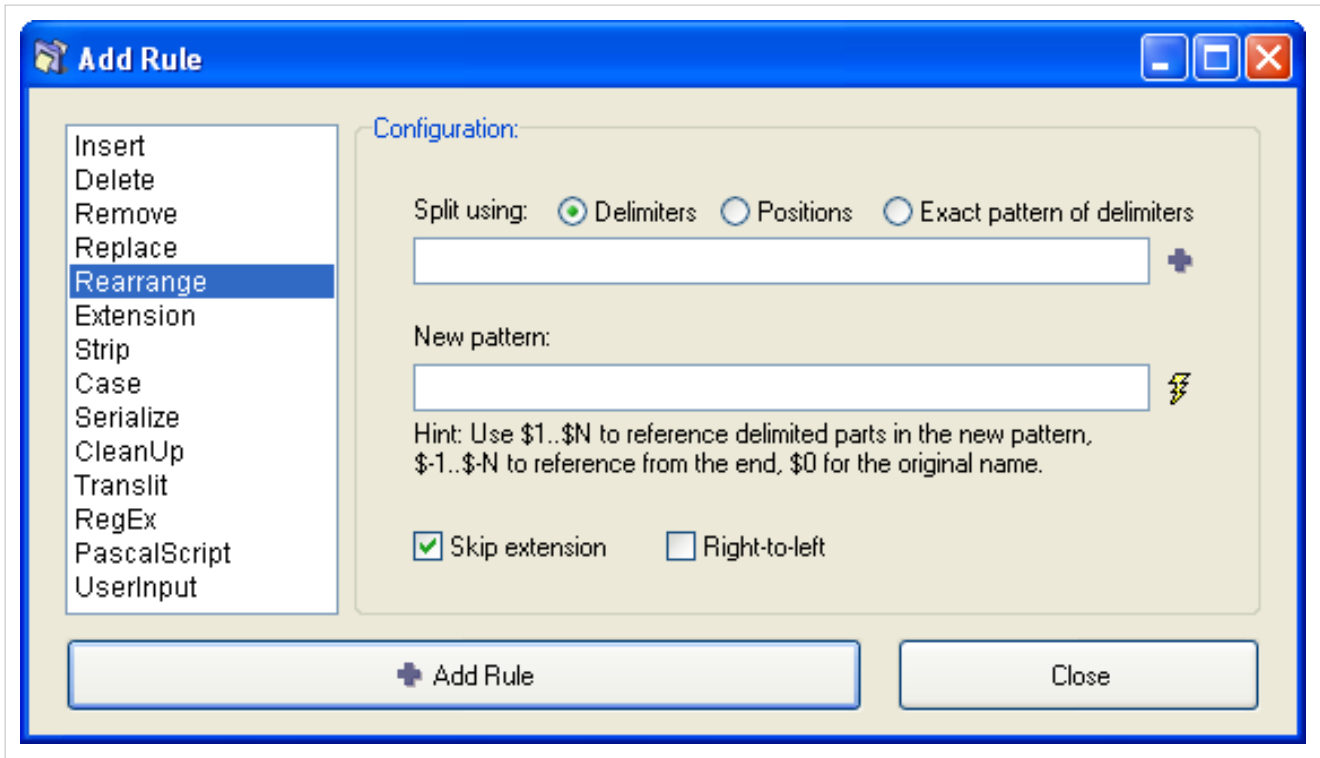 Add Rule
Insert
Delete
Remove
Replace
Rearrange
Extension
Strip
Case
Serialize
CleanUp
Translit
RegEx
PascalScript
UserInput
Configuration:
Split using: Delimiters Positions Exact pattern of delimiters
New pattern:
Hint: Use $1..$N to reference delimited parts in the new pattern,
$-1..$-N to reference from the end, $0 for the original name.
Skip extension Right-to-left
Add Rule Close